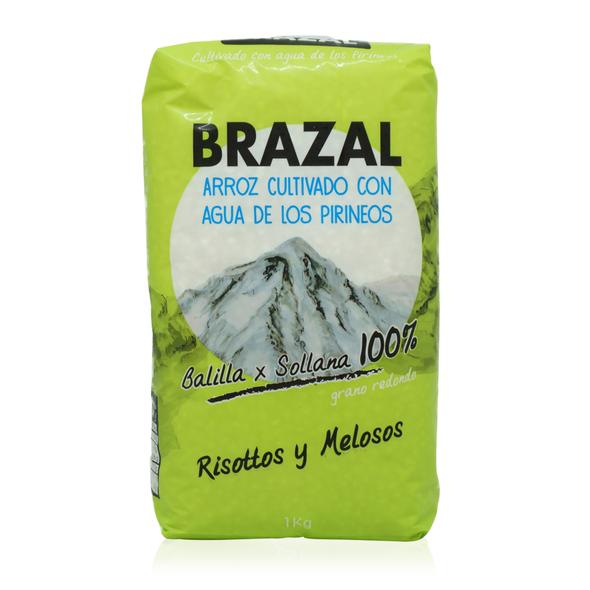 Cultivado con agua de los Pirineos
BRAZAL
ARROZ CULTIVADO CON
AGUA DE LOS PIRINEOS
Balilla x Sollana 100%
grano redondo
Risottos y Melosos
1Kg